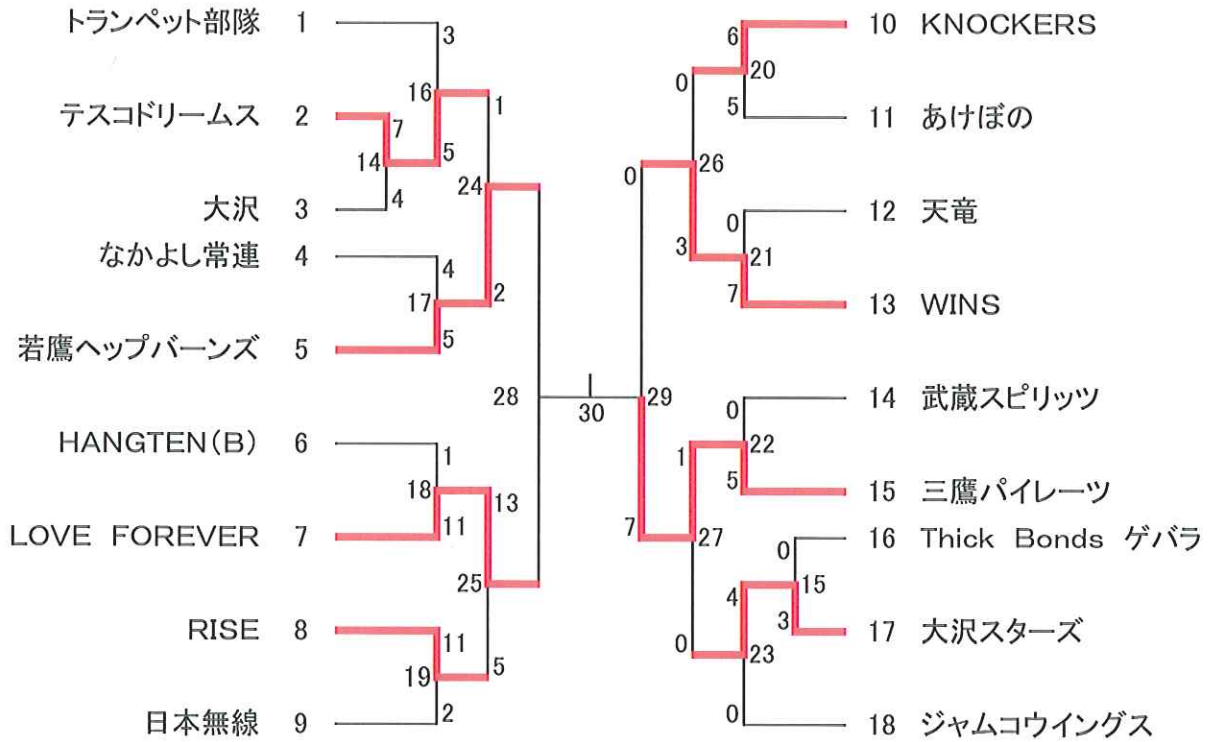 トランペット部隊 1
3
16
1
テスコドリームス 2
7
14
5
4
24
大沢 3
なかよし常連 4
4
17
2
5
若鷹ヘップバーンズ 5
28
30
HANGTEN(B) 6
1
18
13
11
LOVE FOREVER 7
25
RISE 8
11
19
5
2
日本無線 9
6
10 KNOCKERS
0
20
5
11 あけぼの
26
0
0
12 天竜
3
21
7
13 WINS
29
0
14 武蔵スピリッツ
1
22
5
15 三鷹パイレーツ
7
27
16 Thick Bonds ゲバラ
0
4
15
3
17 大沢スターズ
0
23
0
18 ジャムコウイングス